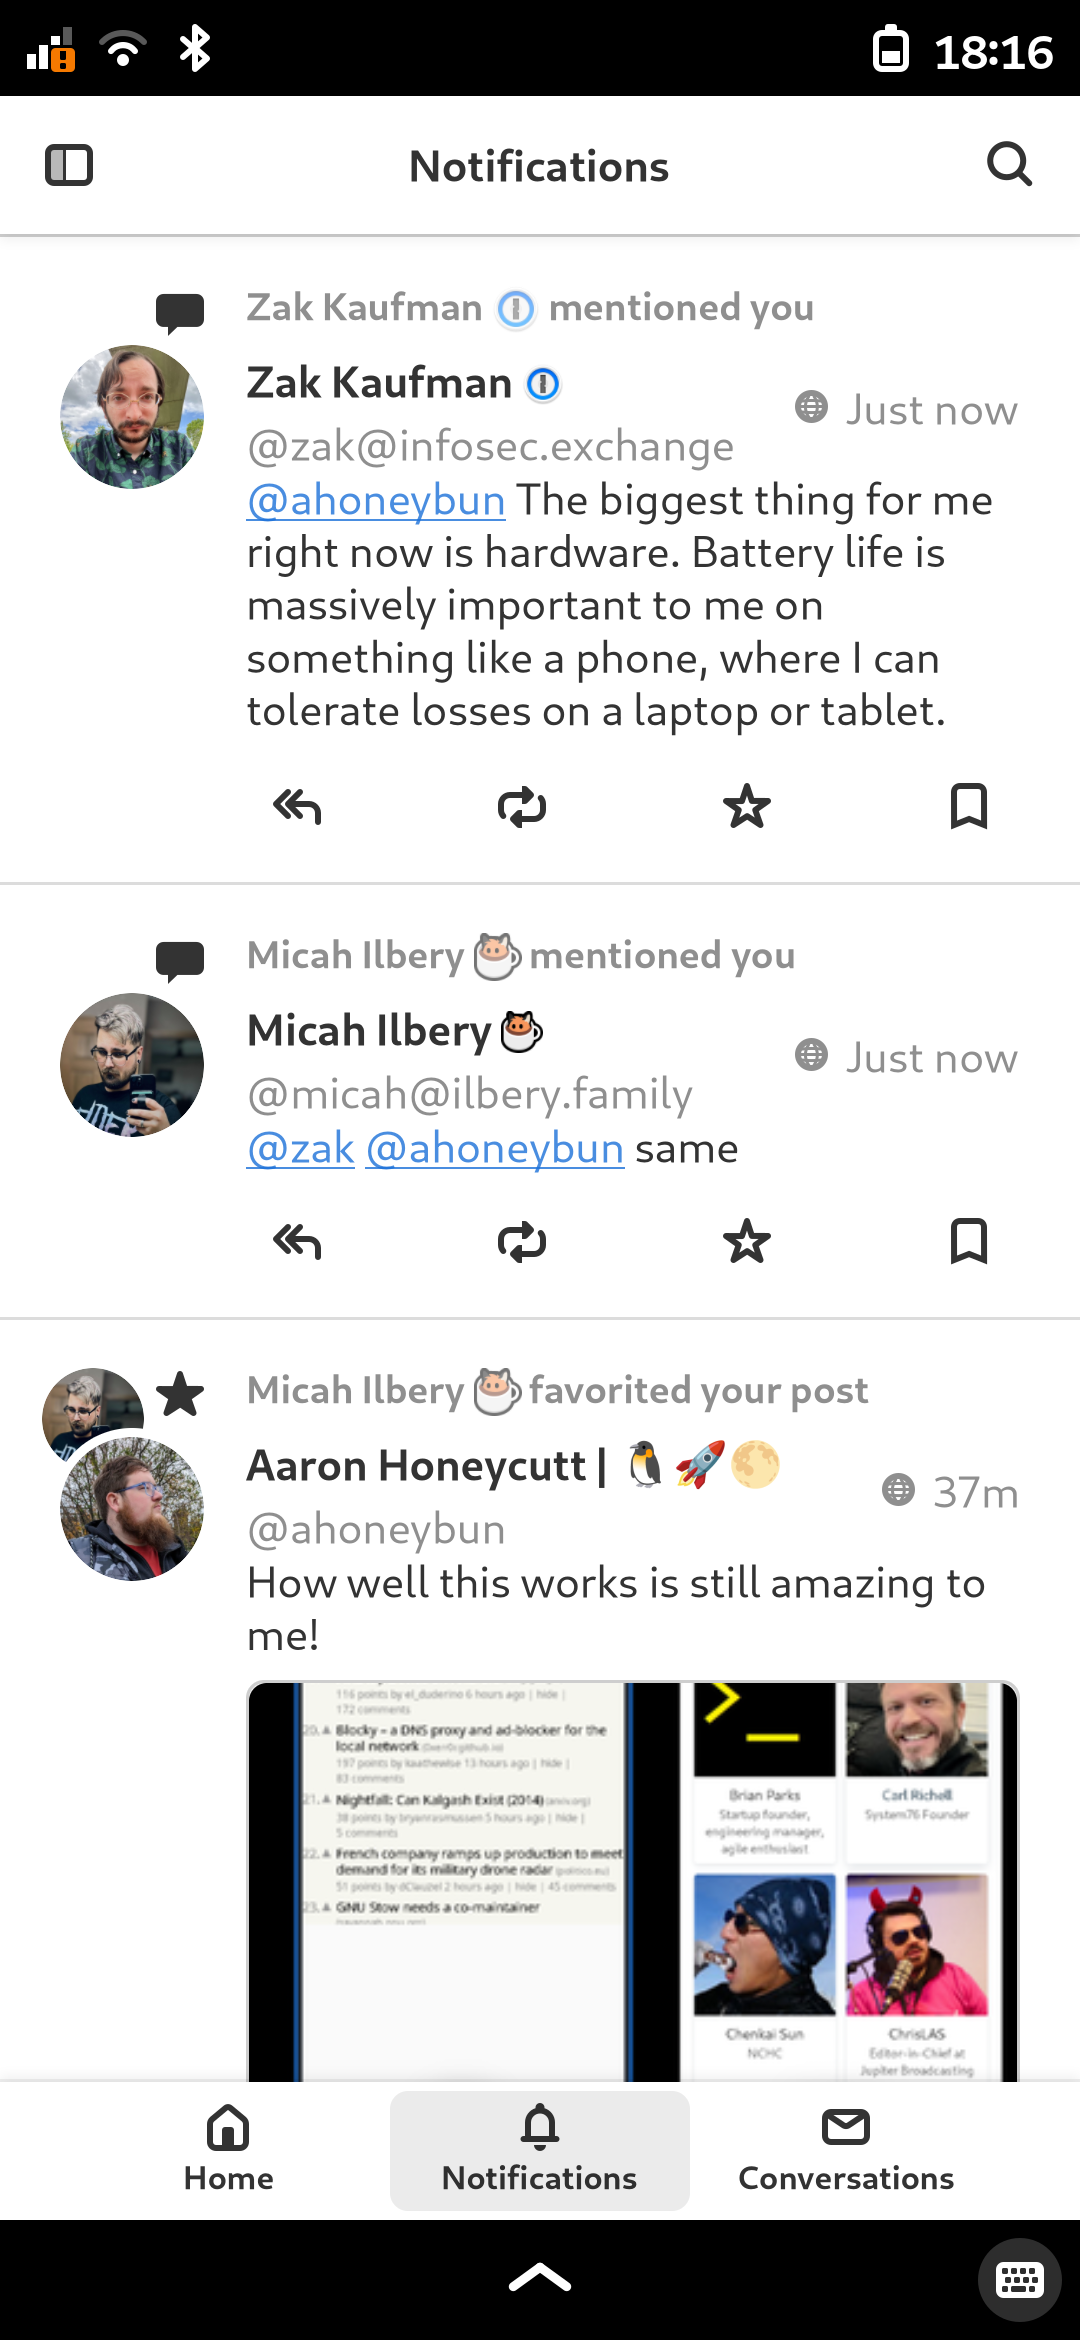 18:16
Notifications
Zak Kaufman mentioned you
Zak Kaufman
Just now
@zak@infosec.exchange
@ahoneybun The biggest thing for me
right now is hardware. Battery life is
massively important to me on
something like a phone, where I can
tolerate losses on a laptop or tablet.
Micah Ilbery mentioned you
Micah Ilbery
Just now
@micah@ilbery.family
@zak @ahoneybun same
Micah Ilbery favorited your post
Aaron Honeycutt | 🐧🚀🌕
37m
@ahoneybun
How well this works is still amazing to
me!
116 points by el_duderino 6 hours ago | hide |
172 comments
20. Blocky – a DNS proxy and ad-blocker for the
local network
197 points by kaathewise 13 hours ago | hide |
83 comments
21. Nightfall: Can Kalgash Exist (2014) (arxiv.org)
38 points by bryanrasmussen 5 hours ago | hide |
5 comments
22. French company ramps up production to meet
demand for its military drone radar (politico.eu)
51 points by dClauzel 2 hours ago | hide | 45 comments
23. GNU Stow needs a co-maintainer
Brian Parks
Startup founder,
engineering manager,
agile enthusiast
Carl Richell
System76 Founder
Chenkai Sun
NCHC
ChrisLAS
Editor-in-Chief at
Jupiter Broadcasting
Home
Notifications
Conversations